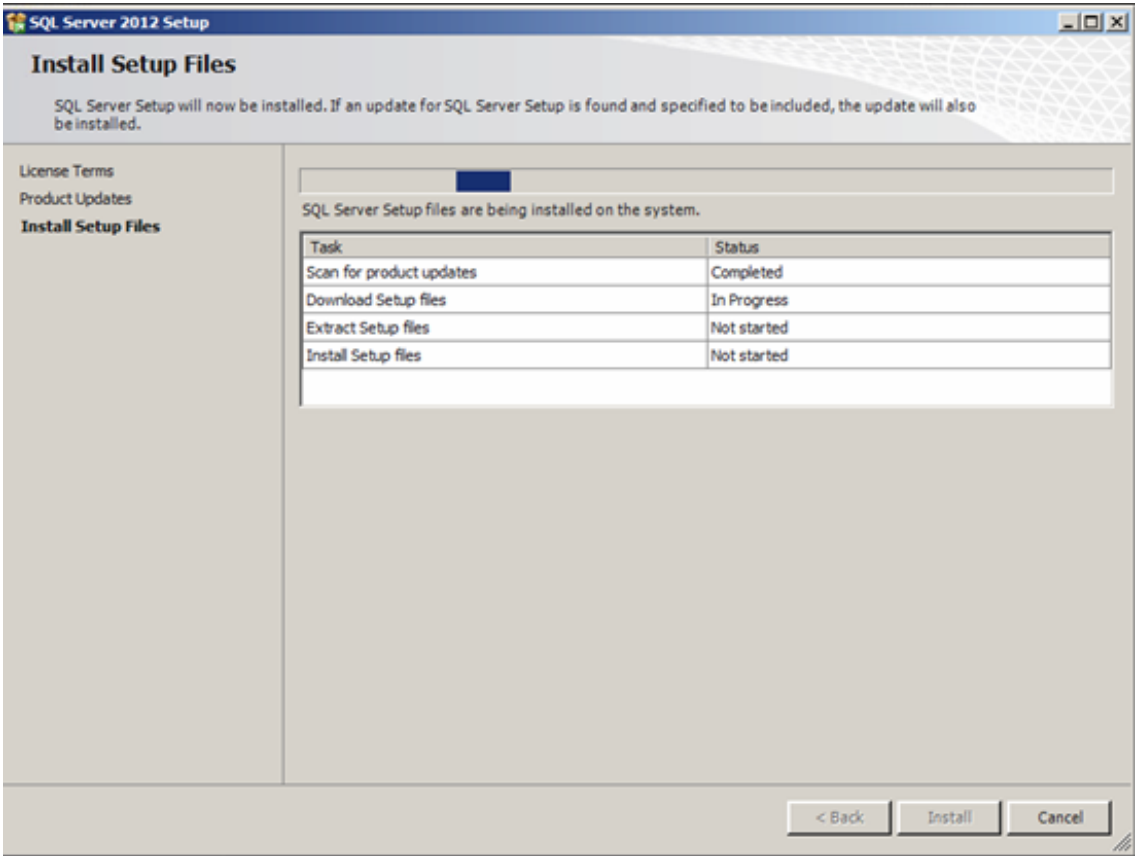 SQL Server 2012 Setup
Install Setup Files
SQL Server Setup will now be installed. If an update for SQL Server Setup is found and specified to be included, the update will also
be installed.
License Terms
Product Updates
Install Setup Files
SQL Server Setup files are being installed on the system.
Task Status
Scan for product updates Completed
Download Setup files In Progress
Extract Setup files Not started
Install Setup files Not started
< Back Install Cancel